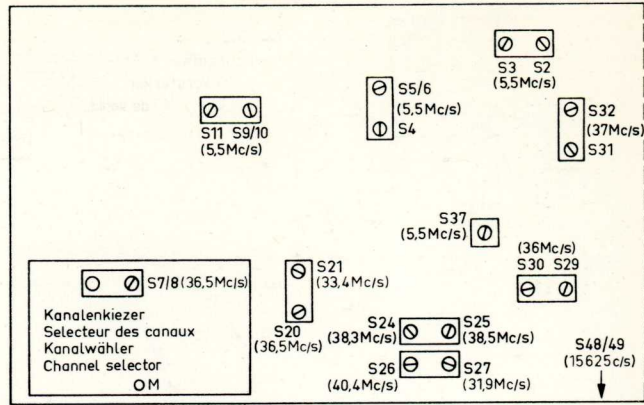 S3 S2
(5,5Mc/s)
S5/6
(5,5Mc/s)
S4
S32
(37Mc/s)
S31
S11 S9/10
(5,5Mc/s)
S37
(5,5Mc/s)
(36Mc/s)
S30 S29
S7/8 (36,5Mc/s)
Kanalenkiezer
Selecteur des canaux
Kanalwähler
Channel selector
M
S21
(33,4Mc/s)
S20
(36,5Mc/s)
S24
(38,3Mc/s)
S25
(38,5Mc/s)
S26
(40,4Mc/s)
S27
(31,9Mc/s)
S48/49
(15625c/s)